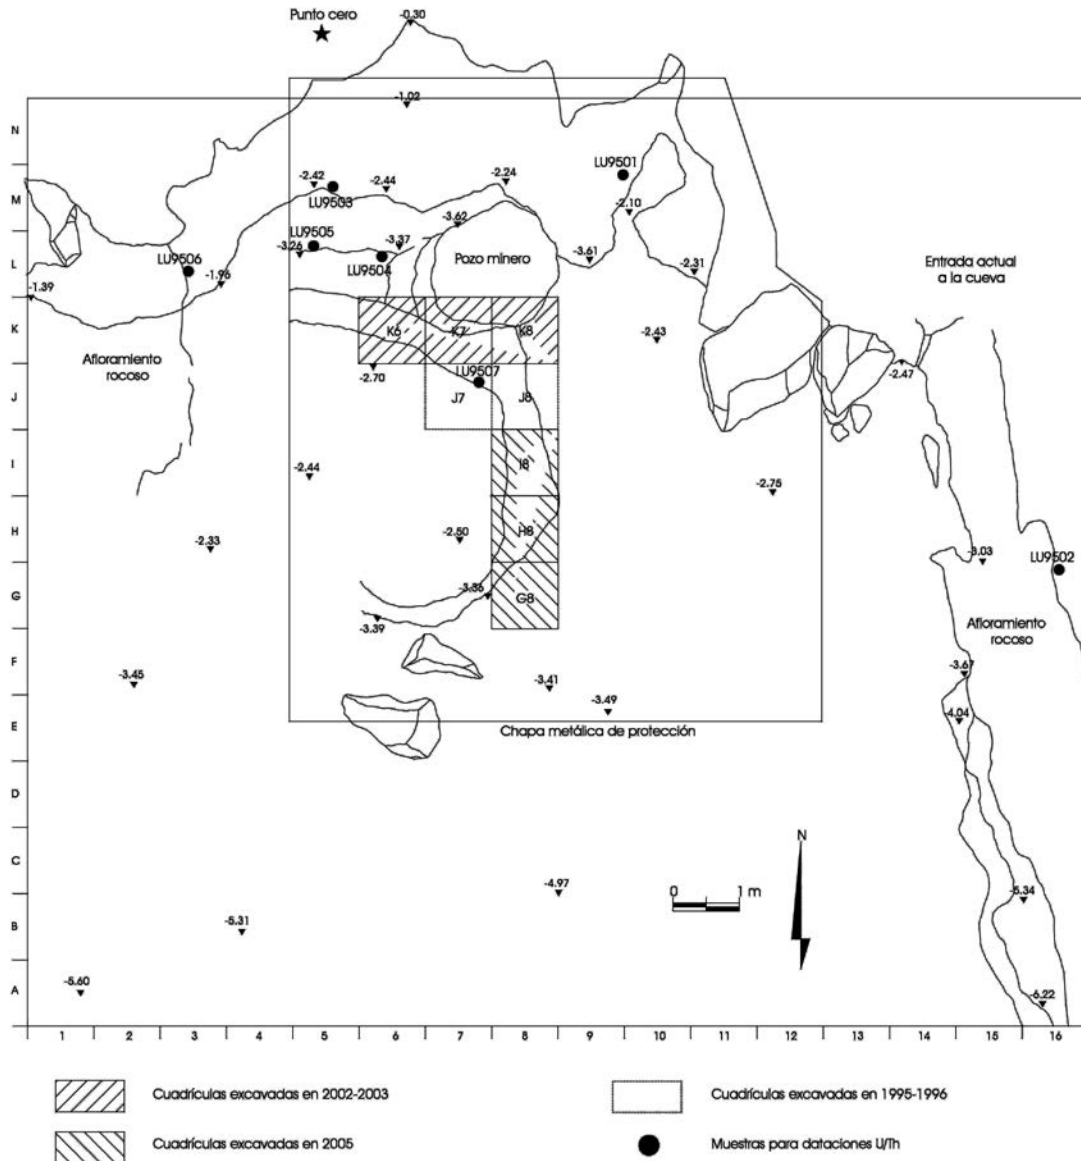 Punto cero
-0.30
-1.02
N
LU9501
-2.42
-2.44
-2.24
M
LU9503
-2.10
LU9505
-3.62
-3.26
-3.37
LU9506
LU9504
Pozo minero
-3.61
L
-1.96
-2.31
Entrada actual
a la cueva
-1.39
K
K6
K7
K8
-2.43
Afloramiento
rocoso
-2.70
LU9507
-2.47
J
J7
J8
I
-2.44
I8
-2.75
H
-2.33
-2.50
H8
-3.03
LU9502
G
-3.36
G8
-3.39
Afloramiento
rocoso
F
-3.45
-3.41
-3.67
-3.49
-4.04
E
Chapa metálica de protección
D
N
C
-4.97
0
1 m
-5.34
B
-5.31
A
-5.60
-6.22
1 2 3 4 5 6 7 8 9 10 11 12 13 14 15 16
Cuadrículas excavadas en 2002-2003
Cuadrículas excavadas en 1995-1996
Cuadrículas excavadas en 2005
Muestras para dataciones U/Th